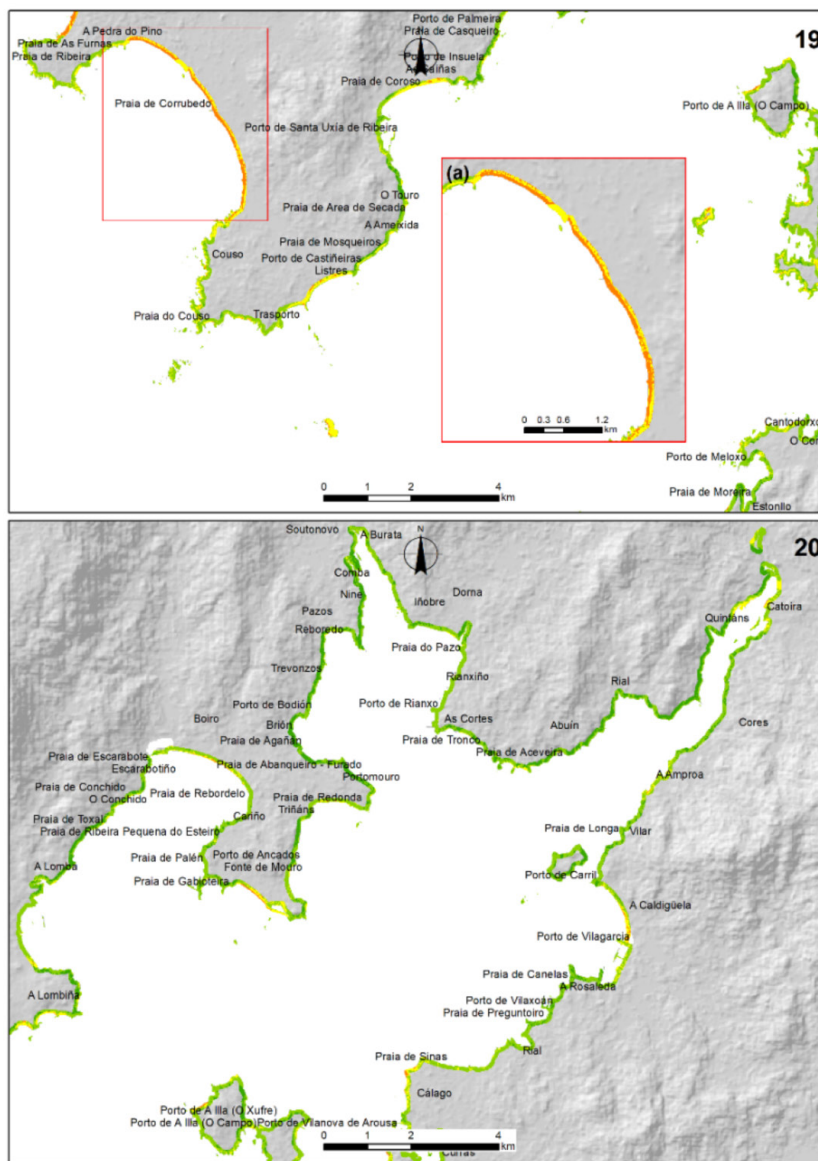 Porto de Palmeira
A Pedra do Pino
Praia de Casqueiro
19
Praia de As Furnas
N
Praia de Ribeira
Porto de Insuela
Praia de Coroso
Praia de Corrubedo
Porto de A Illa (O Campo)
Porto de Santa Uxía de Ribeira
(a)
O Touro
Praia de Area de Secada
A Ameixida
Praia de Mosqueiros
Couso
Porto de Castiñeiras
Listres
Praia do Couso
Trasporto
0 0.3 0.6 1.2
km
Cantodorxo
O Con
Porto de Meloxo
Praia de Moreira
Estonllo
0 1 2 4
km
Soutonovo
A Burata
N
20
Comba
Nine
Iñobre
Dorna
Catoira
Pazos
Quintáns
Reboredo
Praia do Pazo
Trevonzos
Rianxiño
Rial
Porto de Bodión
Porto de Rianxo
Boiro
Brión
As Cortes
Abuín
Cores
Praia de Agañán
Praia de Tronco
Praia de Escarabote
Praia de Aceveira
Escarabotiño
Praia de Abanqueiro - Furado
Portomouro
A Amproa
Praia de Conchido
O Conchido
Praia de Rebordelo
Praia de Redonda
Triñáns
Praia de Toxal
Cariño
Praia de Ribeira Pequena do Esteiro
Praia de Longa
Vilar
Praia de Palén
Porto de Ancados
A Lomba
Fonte de Mouro
Porto de Carril
Praia de Gabioteira
A Caldigüela
Porto de Vilagarcía
Praia de Canelas
A Rosaleda
A Lombiña
Porto de Vilaxoán
Praia de Preguntoiro
Rial
Praia de Sinas
Cálago
Porto de A Illa (O Xufre)
Porto de A Illa (O Campo)
Porto de Vilanova de Arousa
0 1 2 4
km